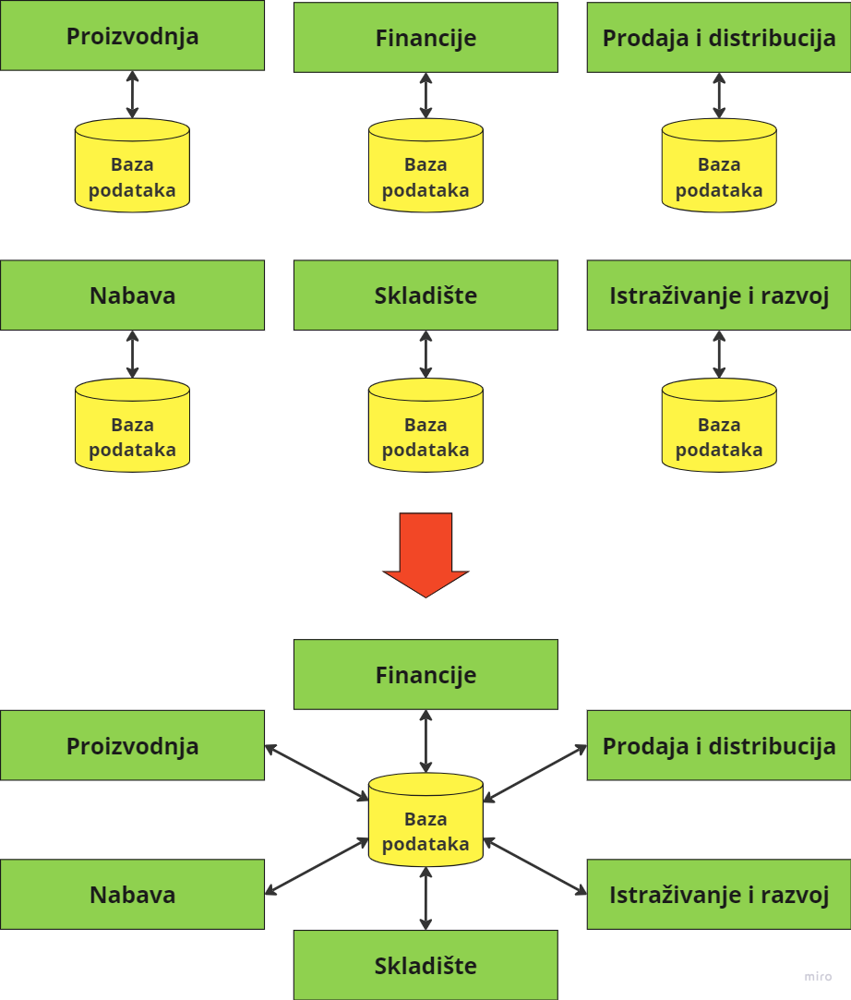 Proizvodnja
Financije
Prodaja i distribucija
Baza
podataka
Baza
podataka
Baza
podataka
Nabava
Skladište
Istraživanje i razvoj
Baza
podataka
Baza
podataka
Baza
podataka
Financije
Proizvodnja
Prodaja i distribucija
Baza
podataka
Nabava
Istraživanje i razvoj
Skladište
miro